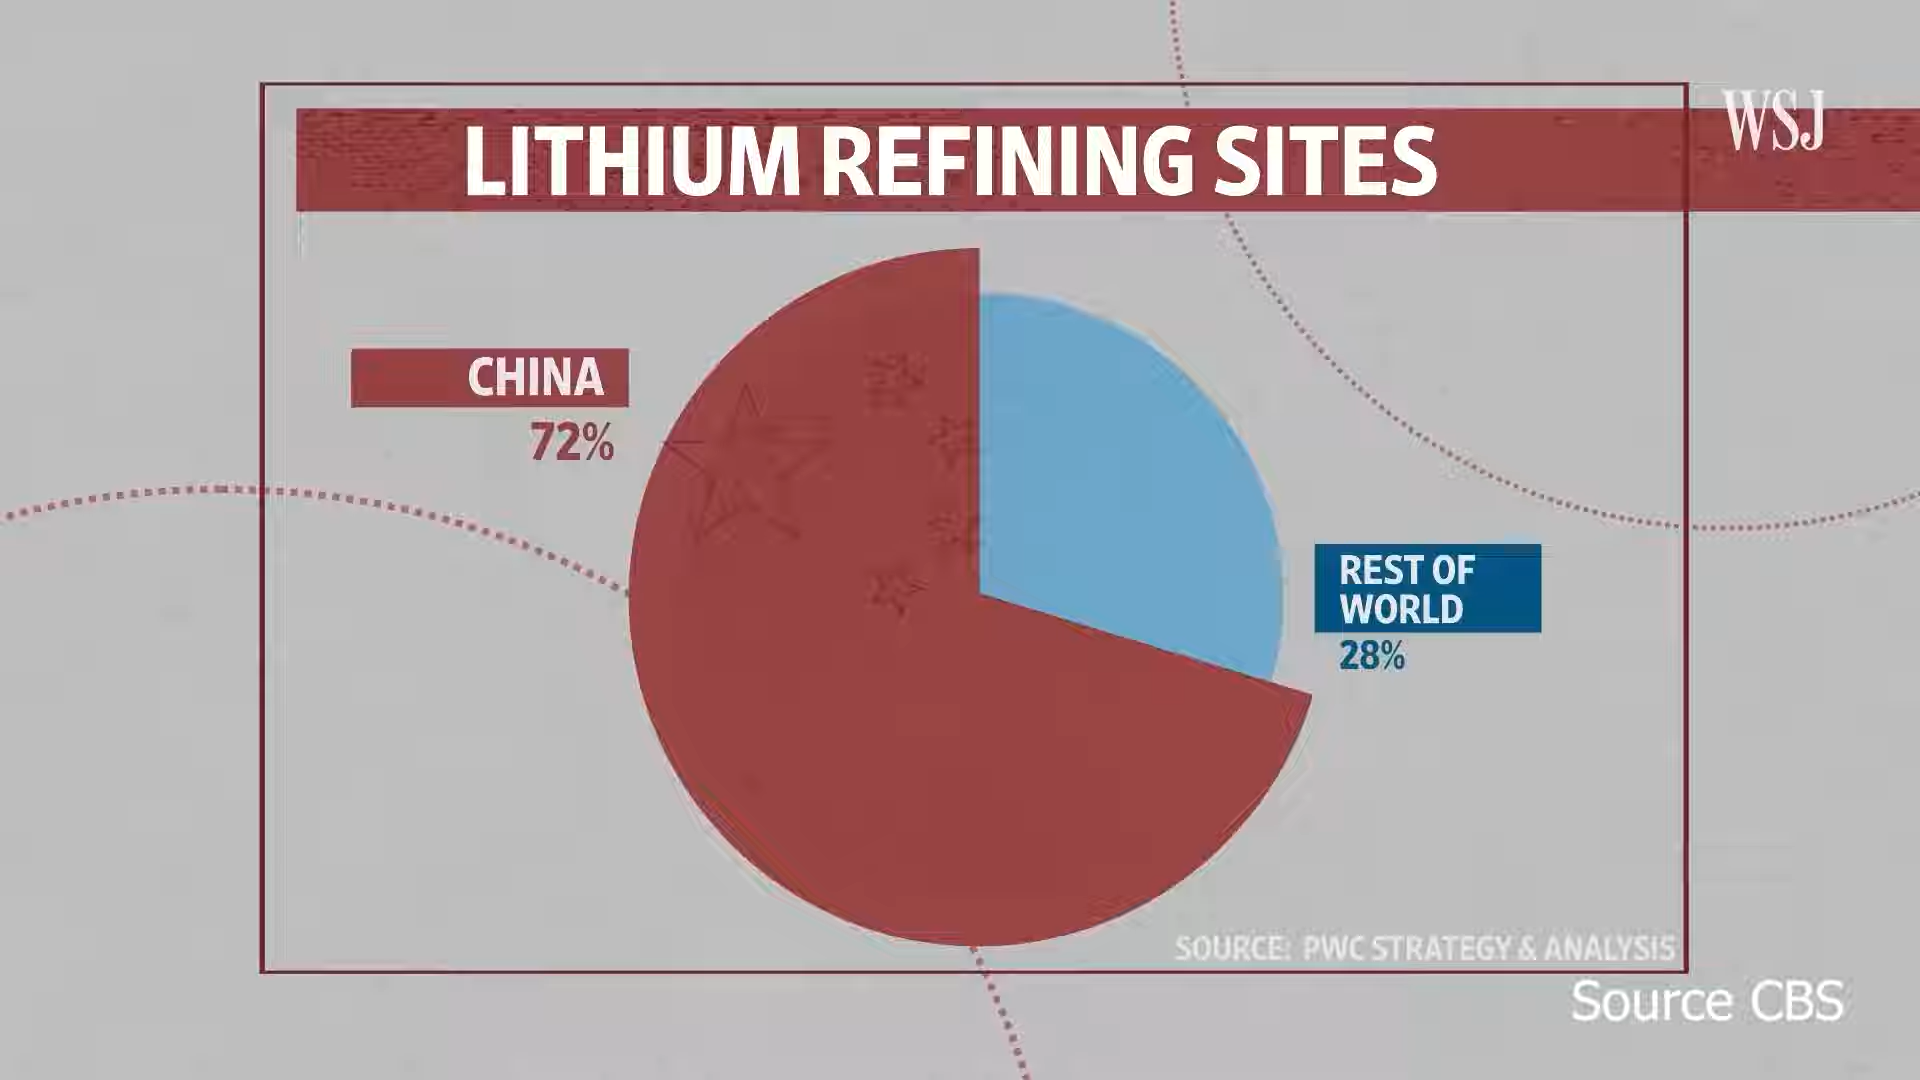 LITHIUM REFINING SITES
WSJ
CHINA
72%
REST OF
WORLD
28%
SOURCE: PWC STRATEGY & ANALYSIS
Source CBS